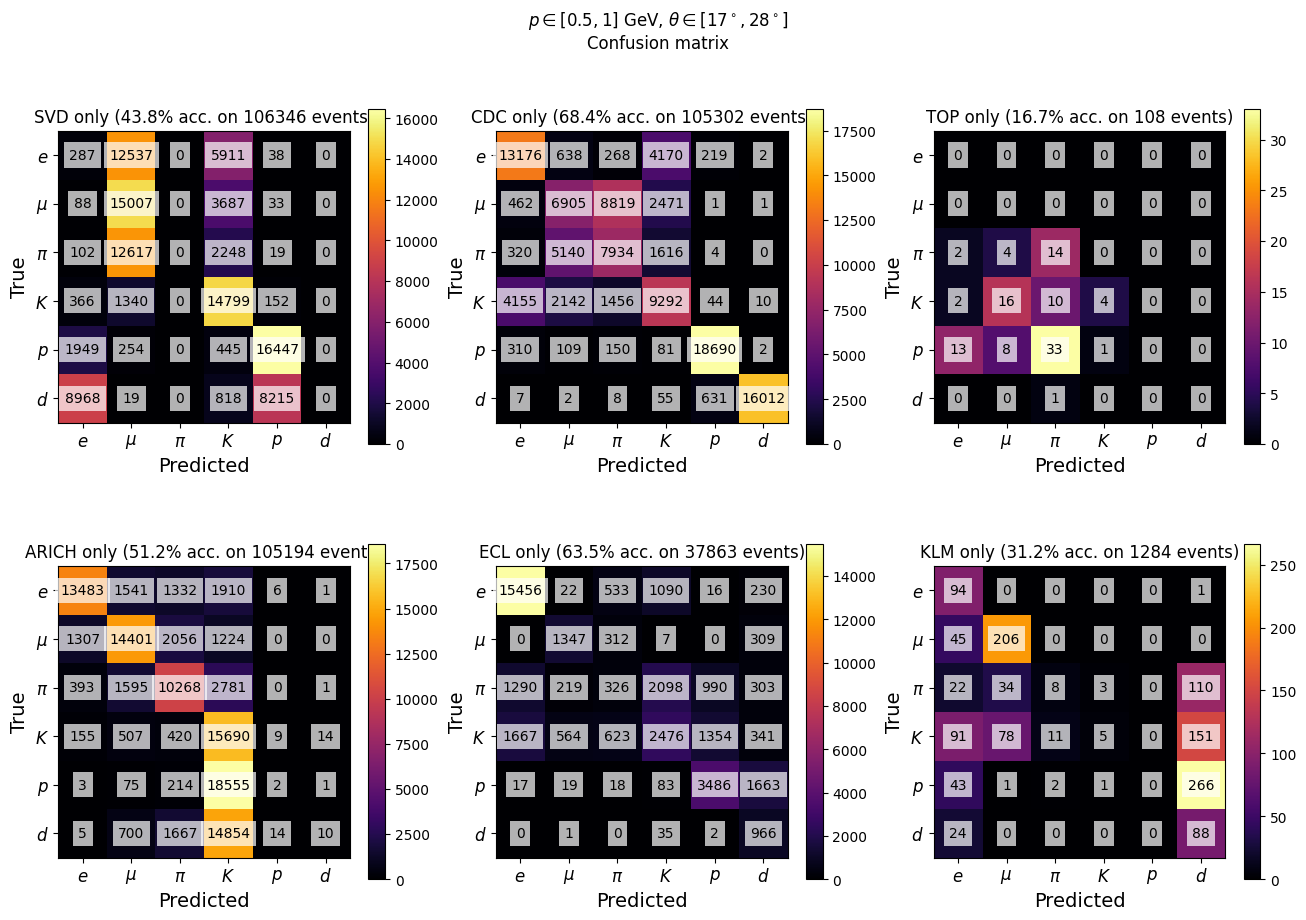 p ∈ [0.5, 1] GeV, θ ∈ [17°, 28°]
Confusion matrix
SVD only (43.8% acc. on 106346 events
e 287 12537 0 5911 38 0
μ 88 15007 0 3687 33 0
π 102 12617 0 2248 19 0
K 366 1340 0 14799 152 0
p 1949 254 0 445 16447 0
d 8968 19 0 818 8215 0
e μ π K p d
True
Predicted
16000
14000
12000
10000
8000
6000
4000
2000
0
CDC only (68.4% acc. on 105302 events
e 13176 638 268 4170 219 2
μ 462 6905 8819 2471 1 1
π 320 5140 7934 1616 4 0
K 4155 2142 1456 9292 44 10
p 310 109 150 81 18690 2
d 7 2 8 55 631 16012
e μ π K p d
True
Predicted
17500
15000
12500
10000
7500
5000
2500
0
TOP only (16.7% acc. on 108 events)
e 0 0 0 0 0 0
μ 0 0 0 0 0 0
π 2 4 14 0 0 0
K 2 16 10 4 0 0
p 13 8 33 1 0 0
d 0 0 1 0 0 0
e μ π K p d
True
Predicted
30
25
20
15
10
5
0
ARICH only (51.2% acc. on 105194 event
e 13483 1541 1332 1910 6 1
μ 1307 14401 2056 1224 0 0
π 393 1595 10268 2781 0 1
K 155 507 420 15690 9 14
p 3 75 214 18555 2 1
d 5 700 1667 14854 14 10
e μ π K p d
True
Predicted
17500
15000
12500
10000
7500
5000
2500
0
ECL only (63.5% acc. on 37863 events)
e 15456 22 533 1090 16 230
μ 0 1347 312 7 0 309
π 1290 219 326 2098 990 303
K 1667 564 623 2476 1354 341
p 17 19 18 83 3486 1663
d 0 1 0 35 2 966
e μ π K p d
True
Predicted
14000
12000
10000
8000
6000
4000
2000
0
KLM only (31.2% acc. on 1284 events)
e 94 0 0 0 0 1
μ 45 206 0 0 0 0
π 22 34 8 3 0 110
K 91 78 11 5 0 151
p 43 1 2 1 0 266
d 24 0 0 0 0 88
e μ π K p d
True
Predicted
250
200
150
100
50
0